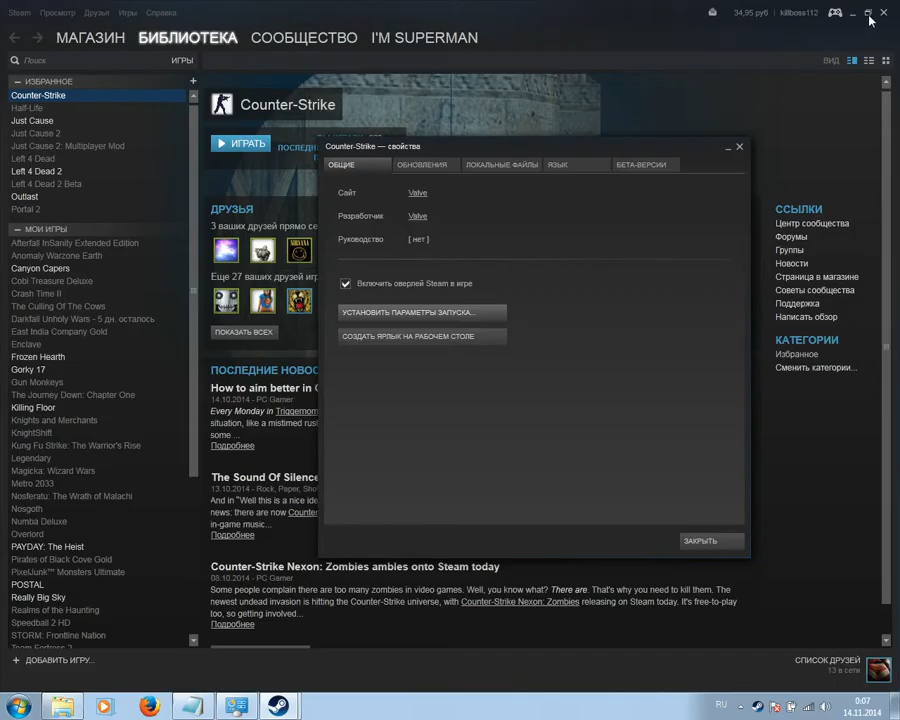 Steam Просмотр Друзья Игры Справка
34,95 руб killboss112
МАГАЗИН БИБЛИОТЕКА СООБЩЕСТВО I'M SUPERMAN
Поиск ИГРЫ
ВИД
ИЗБРАННОЕ
Counter-Strike
Half-Life
Just Cause
Just Cause 2
Just Cause 2: Multiplayer Mod
Left 4 Dead
Left 4 Dead 2
Left 4 Dead 2 Beta
Outlast
Portal 2
МОИ ИГРЫ
Afterfall InSanity Extended Edition
Anomaly Warzone Earth
Canyon Capers
Cobi Treasure Deluxe
Crash Time II
The Culling Of The Cows
Darkfall Unholy Wars - 5 дн. осталось
East India Company Gold
Enclave
Frozen Hearth
Gorky 17
Gun Monkeys
The Journey Down: Chapter One
Killing Floor
Knights and Merchants
KnightShift
Kung Fu Strike: The Warrior's Rise
Legendary
Magicka: Wizard Wars
Metro 2033
Nosferatu: The Wrath of Malachi
Nosgoth
Numba Deluxe
Overlord
PAYDAY: The Heist
Pirates of Black Cove Gold
PixelJunk™ Monsters Ultimate
POSTAL
Really Big Sky
Realms of the Haunting
Speedball 2 HD
STORM: Frontline Nation
ДОБАВИТЬ ИГРУ...
Counter-Strike
ИГРАТЬ
ДРУЗЬЯ
3 ваших друзей прямо се
Еще 27 ваших друзей игр
ПОКАЗАТЬ ВСЕХ
ПОСЛЕДНИЕ НОВОС
How to aim better in C
14.10.2014 - PC Gamer
Every Monday in Triggernom
situation, like a mistimed rush
some ...
Подробнее
The Sound Of Silence
13.10.2014 - Rock, Paper, Sho
And in "Well this is a nice ide
news: there are now Counter
in-game music...
Подробнее
Counter-Strike Nexon: Zombies ambles onto Steam today
08.10.2014 - PC Gamer
Some people complain there are too many zombies in video games. Well, you know what? There are. That's why you need to kill them. The
newest undead invasion is hitting the Counter-Strike universe, with Counter-Strike Nexon: Zombies releasing on Steam today. It's free-to-play
too, so getting involved...
Подробнее
Counter-Strike — свойства
ОБЩИЕ ОБНОВЛЕНИЯ ЛОКАЛЬНЫЕ ФАЙЛЫ ЯЗЫК БЕТА-ВЕРСИИ
Сайт Valve
Разработчик Valve
Руководство [ нет ]
Включить оверлей Steam в игре
УСТАНОВИТЬ ПАРАМЕТРЫ ЗАПУСКА...
СОЗДАТЬ ЯРЛЫК НА РАБОЧЕМ СТОЛЕ
ЗАКРЫТЬ
ССЫЛКИ
Центр сообщества
Форумы
Группы
Новости
Страница в магазине
Советы сообщества
Поддержка
Написать обзор
КАТЕГОРИИ
Избранное
Сменить категории...
СПИСОК ДРУЗЕЙ
13 в сети
RU
0:07
14.11.2014